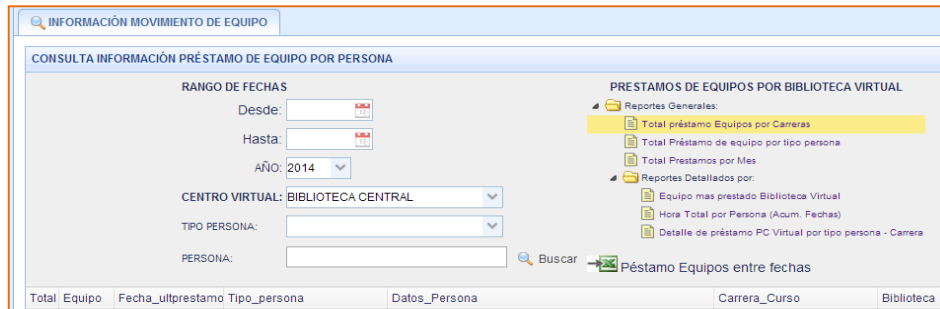 INFORMACIÓN MOVIMIENTO DE EQUIPO
CONSULTA INFORMACIÓN PRÉSTAMO DE EQUIPO POR PERSONA
RANGO DE FECHAS
Desde:
Hasta:
AÑO: 2014
CENTRO VIRTUAL: BIBLIOTECA CENTRAL
TIPO PERSONA:
PERSONA:
Buscar
PRESTAMOS DE EQUIPOS POR BIBLIOTECA VIRTUAL
Reportes Generales:
Total préstamo Equipos por Carreras
Total Préstamo de equipo por tipo persona
Total Prestamos por Mes
Reportes Detallados por:
Equipo mas prestado Biblioteca Virtual
Hora Total por Persona (Acum. Fechas)
Detalle de préstamo PC Virtual por tipo persona - Carrera
Péstamo Equipos entre fechas
Total Equipo Fecha_ultprestamo Tipo_persona Datos_Persona Carrera_Curso Biblioteca